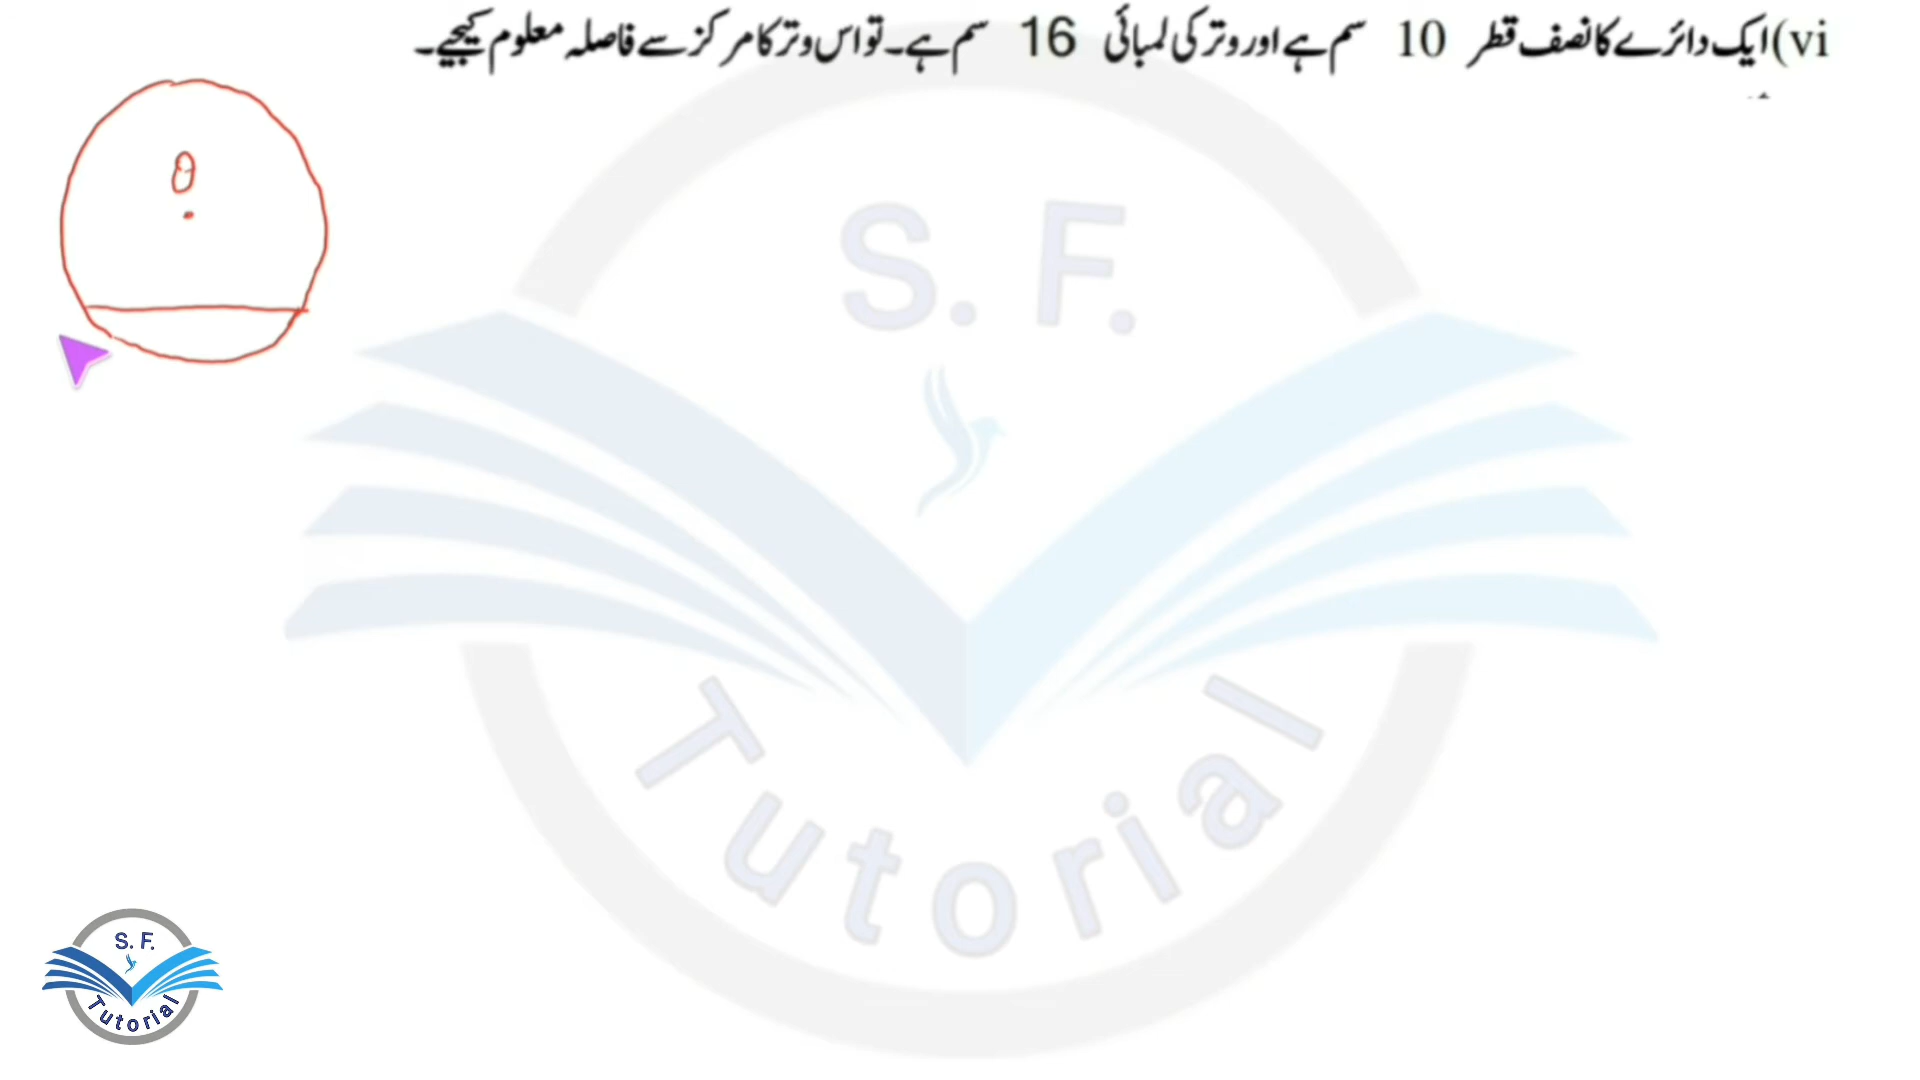 vi)ایک دائرے کا نصف قطر 10 سم ہے اور وتر کی لمبائی 16 سم ہے۔ تو اس وتر کا مرکز سے فاصلہ معلوم کیجیے۔
O
S. F.
Tutorial
S. F.
Tutorial